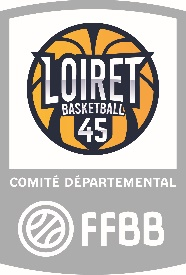 LOIRET
BASKETBALL
45
COMITÉ DÉPARTEMENTAL
FFBB